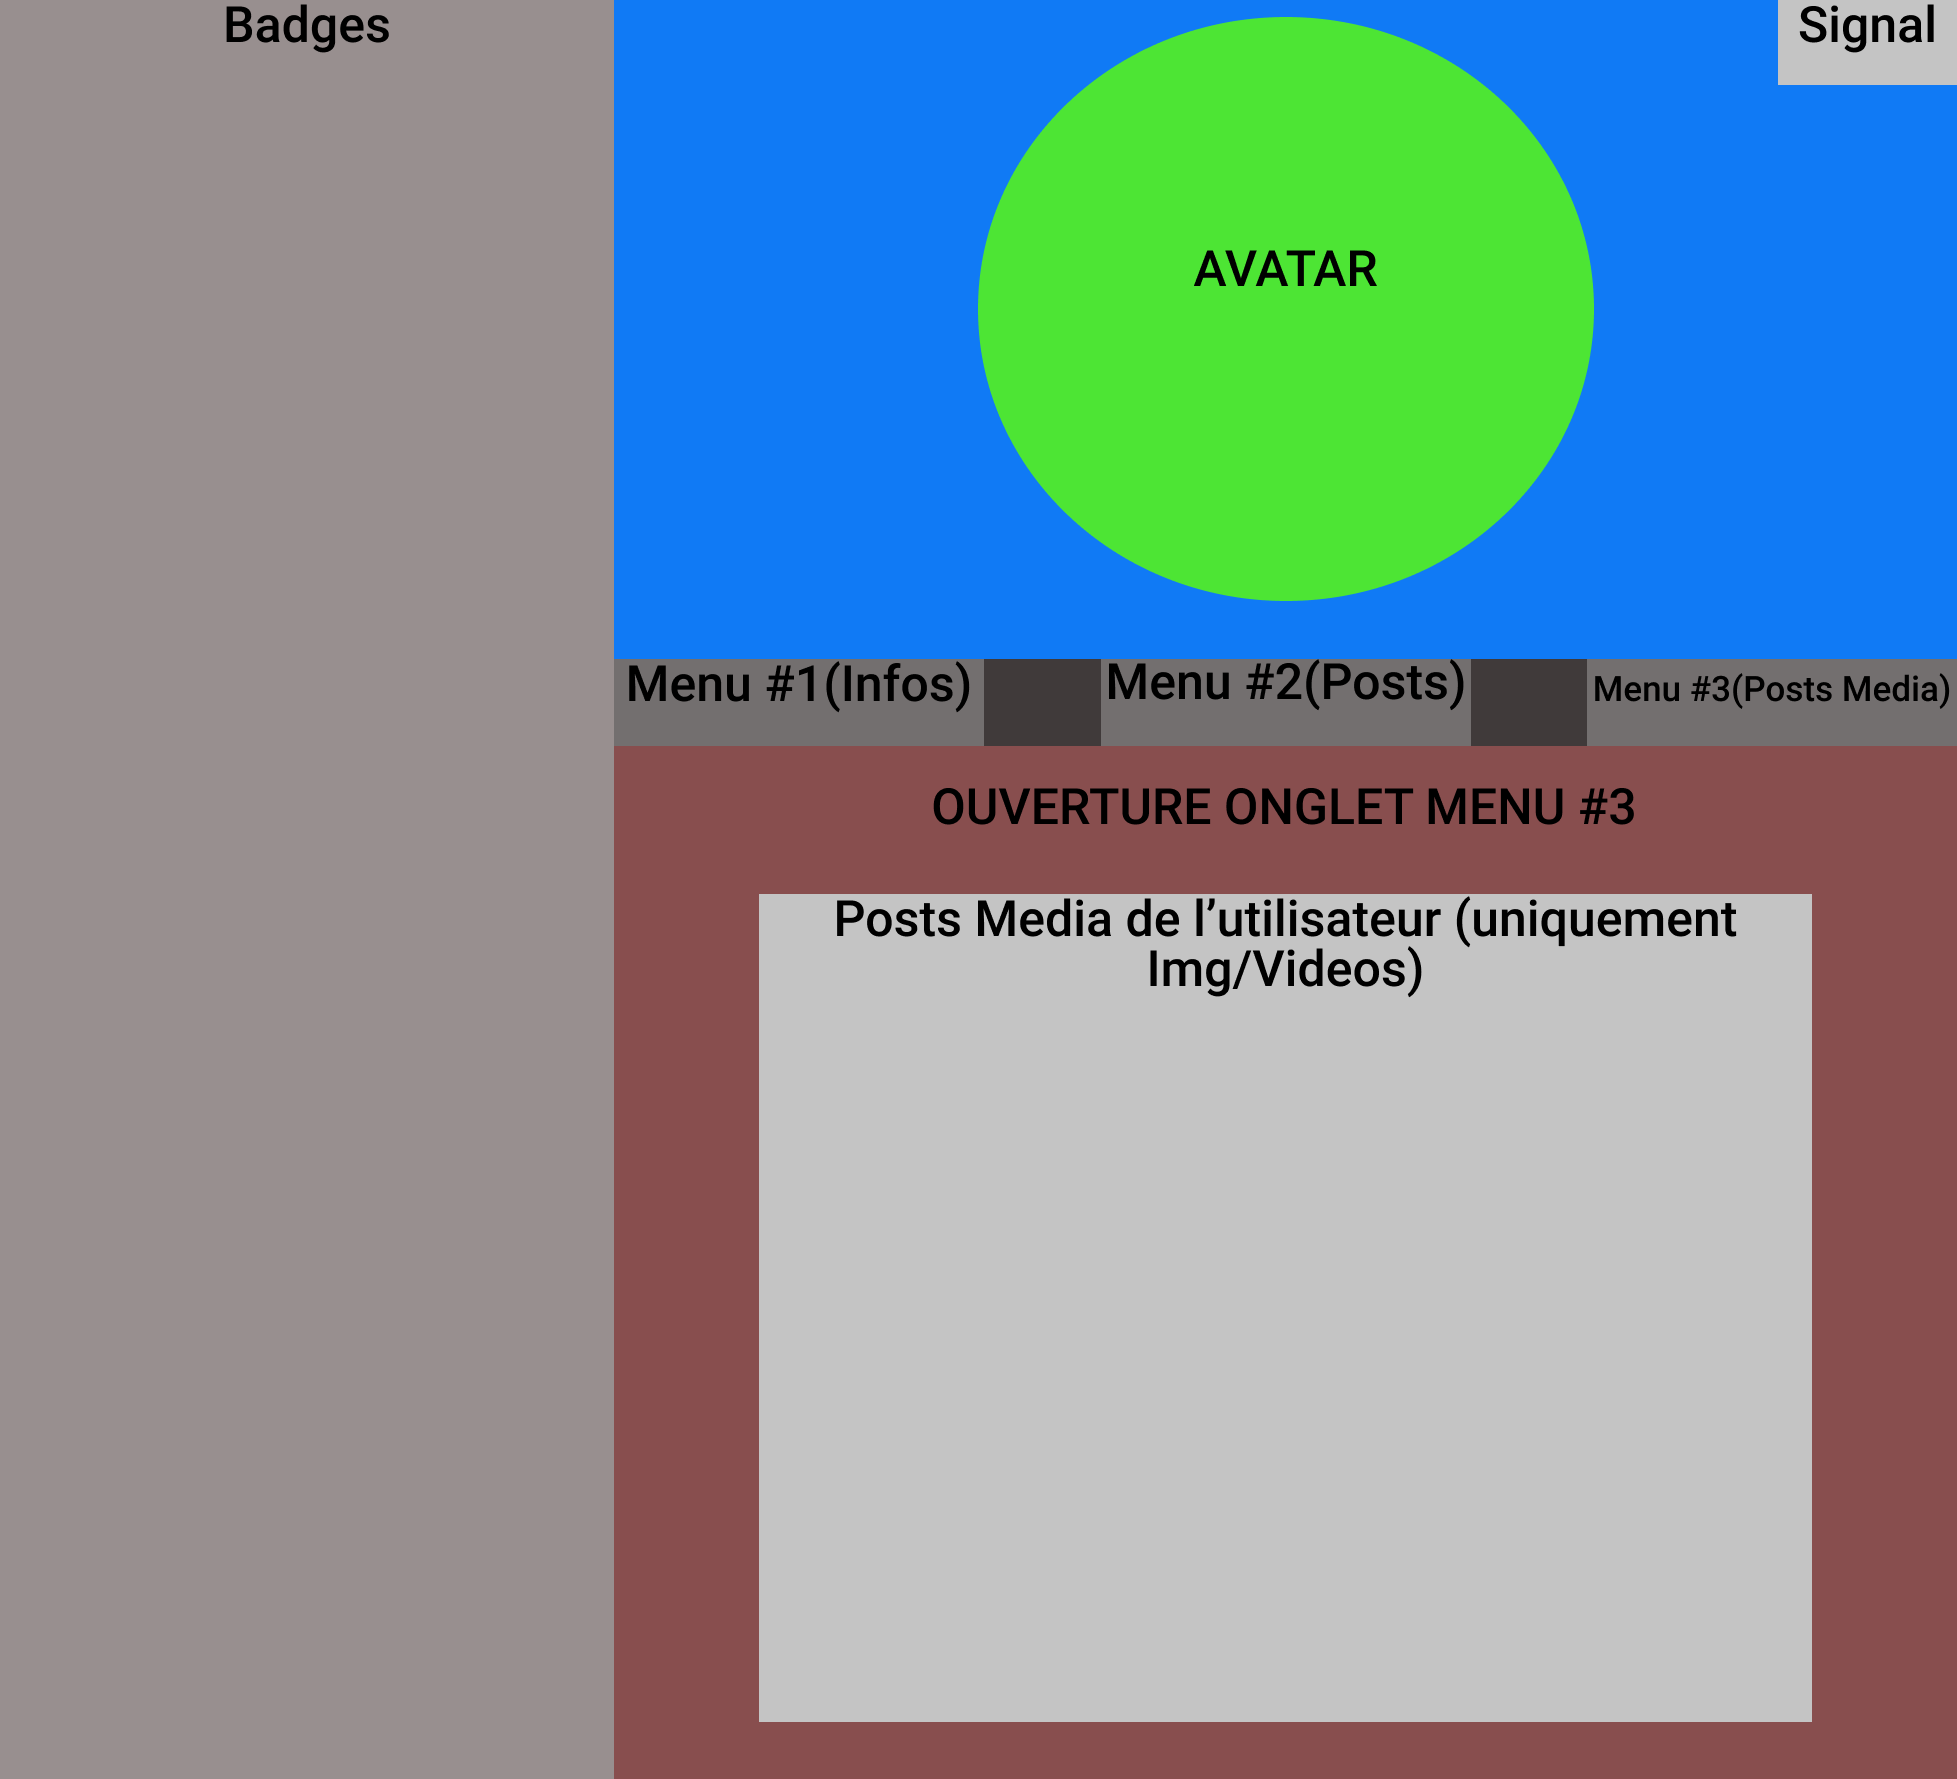 Badges
Signal
AVATAR
Menu #1(Infos)
Menu #2(Posts)
Menu #3(Posts Media)
OUVERTURE ONGLET MENU #3
Posts Media de l’utilisateur (uniquement
Img/Videos)